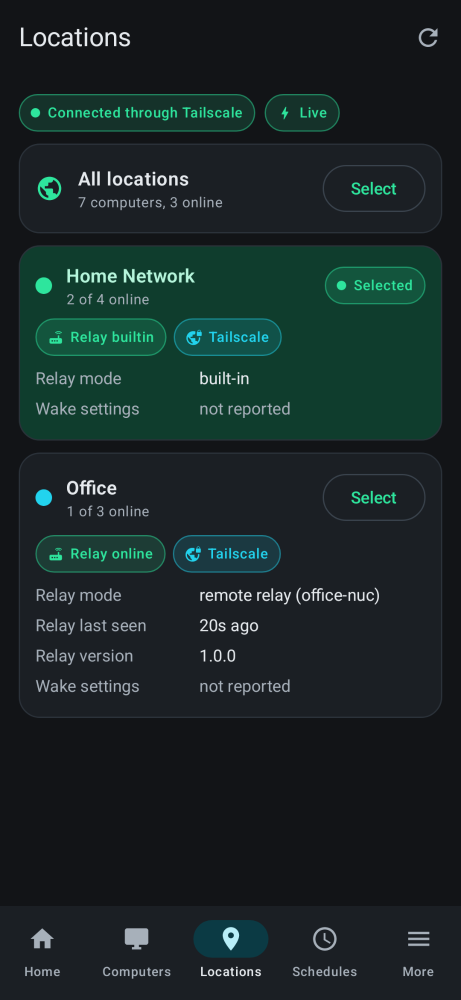 Locations
Connected through Tailscale
Live
All locations
7 computers, 3 online
Select
Home Network
2 of 4 online
Selected
Relay builtin
Tailscale
Relay mode built-in
Wake settings not reported
Office
1 of 3 online
Select
Relay online
Tailscale
Relay mode remote relay (office-nuc)
Relay last seen 20s ago
Relay version 1.0.0
Wake settings not reported
Home
Computers
Locations
Schedules
More